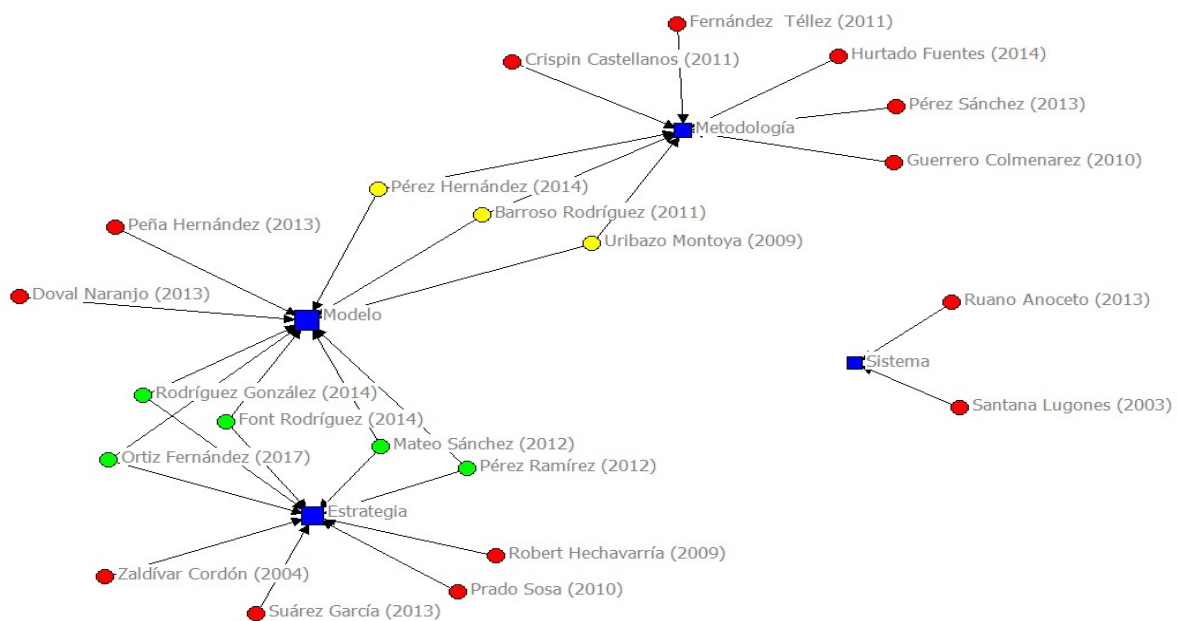 Fernández  Téllez (2011)
Crispin Castellanos (2011)
Hurtado Fuentes (2014)
Pérez Sánchez (2013)
Metodología
Guerrero Colmenarez (2010)
Pérez Hernández (2014)
Barroso Rodríguez (2011)
Peña Hernández (2013)
Uribazo Montoya (2009)
Doval Naranjo (2013)
Ruano Anoceto (2013)
Modelo
Sistema
Rodríguez González (2014)
Santana Lugones (2003)
Font Rodríguez (2014)
Mateo Sánchez (2012)
Ortiz Fernández (2017)
Pérez Ramírez (2012)
Estrategia
Robert Hechavarría (2009)
Zaldívar Cordón (2004)
Prado Sosa (2010)
Suárez García (2013)